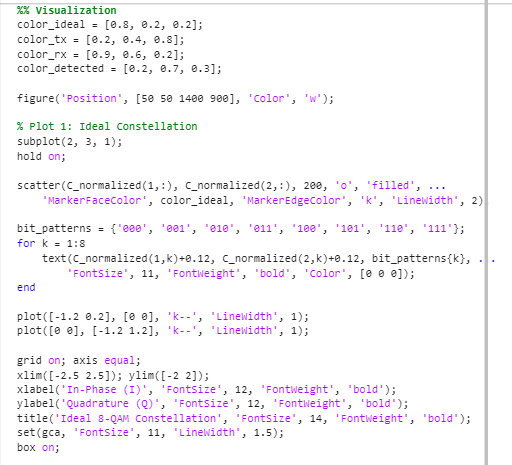 %% Visualization
color_ideal = [0.8, 0.2, 0.2];
color_tx = [0.2, 0.4, 0.8];
color_rx = [0.9, 0.6, 0.2];
color_detected = [0.2, 0.7, 0.3];
figure('Position', [50 50 1400 900], 'Color', 'w');
% Plot 1: Ideal Constellation
subplot(2, 3, 1);
hold on;
scatter(C_normalized(1,:), C_normalized(2,:), 200, 'o', 'filled', ...
'MarkerFaceColor', color_ideal, 'MarkerEdgeColor', 'k', 'LineWidth', 2)
bit_patterns = {'000', '001', '010', '011', '100', '101', '110', '111'};
for k = 1:8
text(C_normalized(1,k)+0.12, C_normalized(2,k)+0.12, bit_patterns{k}, ...
'FontSize', 11, 'FontWeight', 'bold', 'Color', [0 0 0]);
end
plot([-1.2 0.2], [0 0], 'k--', 'LineWidth', 1);
plot([0 0], [-1.2 1.2], 'k--', 'LineWidth', 1);
grid on; axis equal;
xlim([-2.5 2.5]); ylim([-2 2]);
xlabel('In-Phase (I)', 'FontSize', 12, 'FontWeight', 'bold');
ylabel('Quadrature (Q)', 'FontSize', 12, 'FontWeight', 'bold');
title('Ideal 8-QAM Constellation', 'FontSize', 14, 'FontWeight', 'bold');
set(gca, 'FontSize', 11, 'LineWidth', 1.5);
box on;